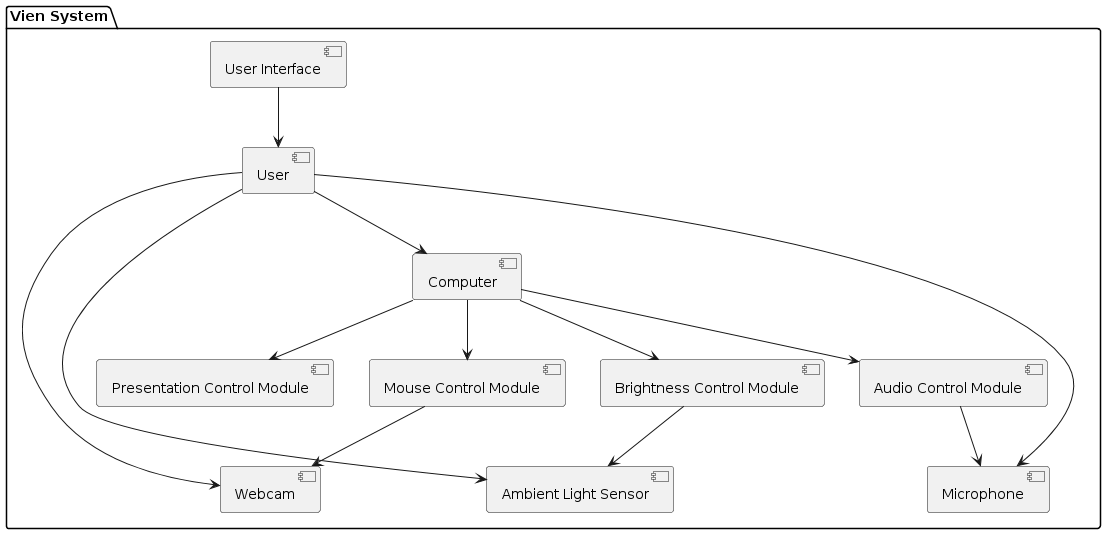 Vien System
User Interface
User
Computer
Presentation Control Module
Mouse Control Module
Brightness Control Module
Audio Control Module
Webcam
Ambient Light Sensor
Microphone